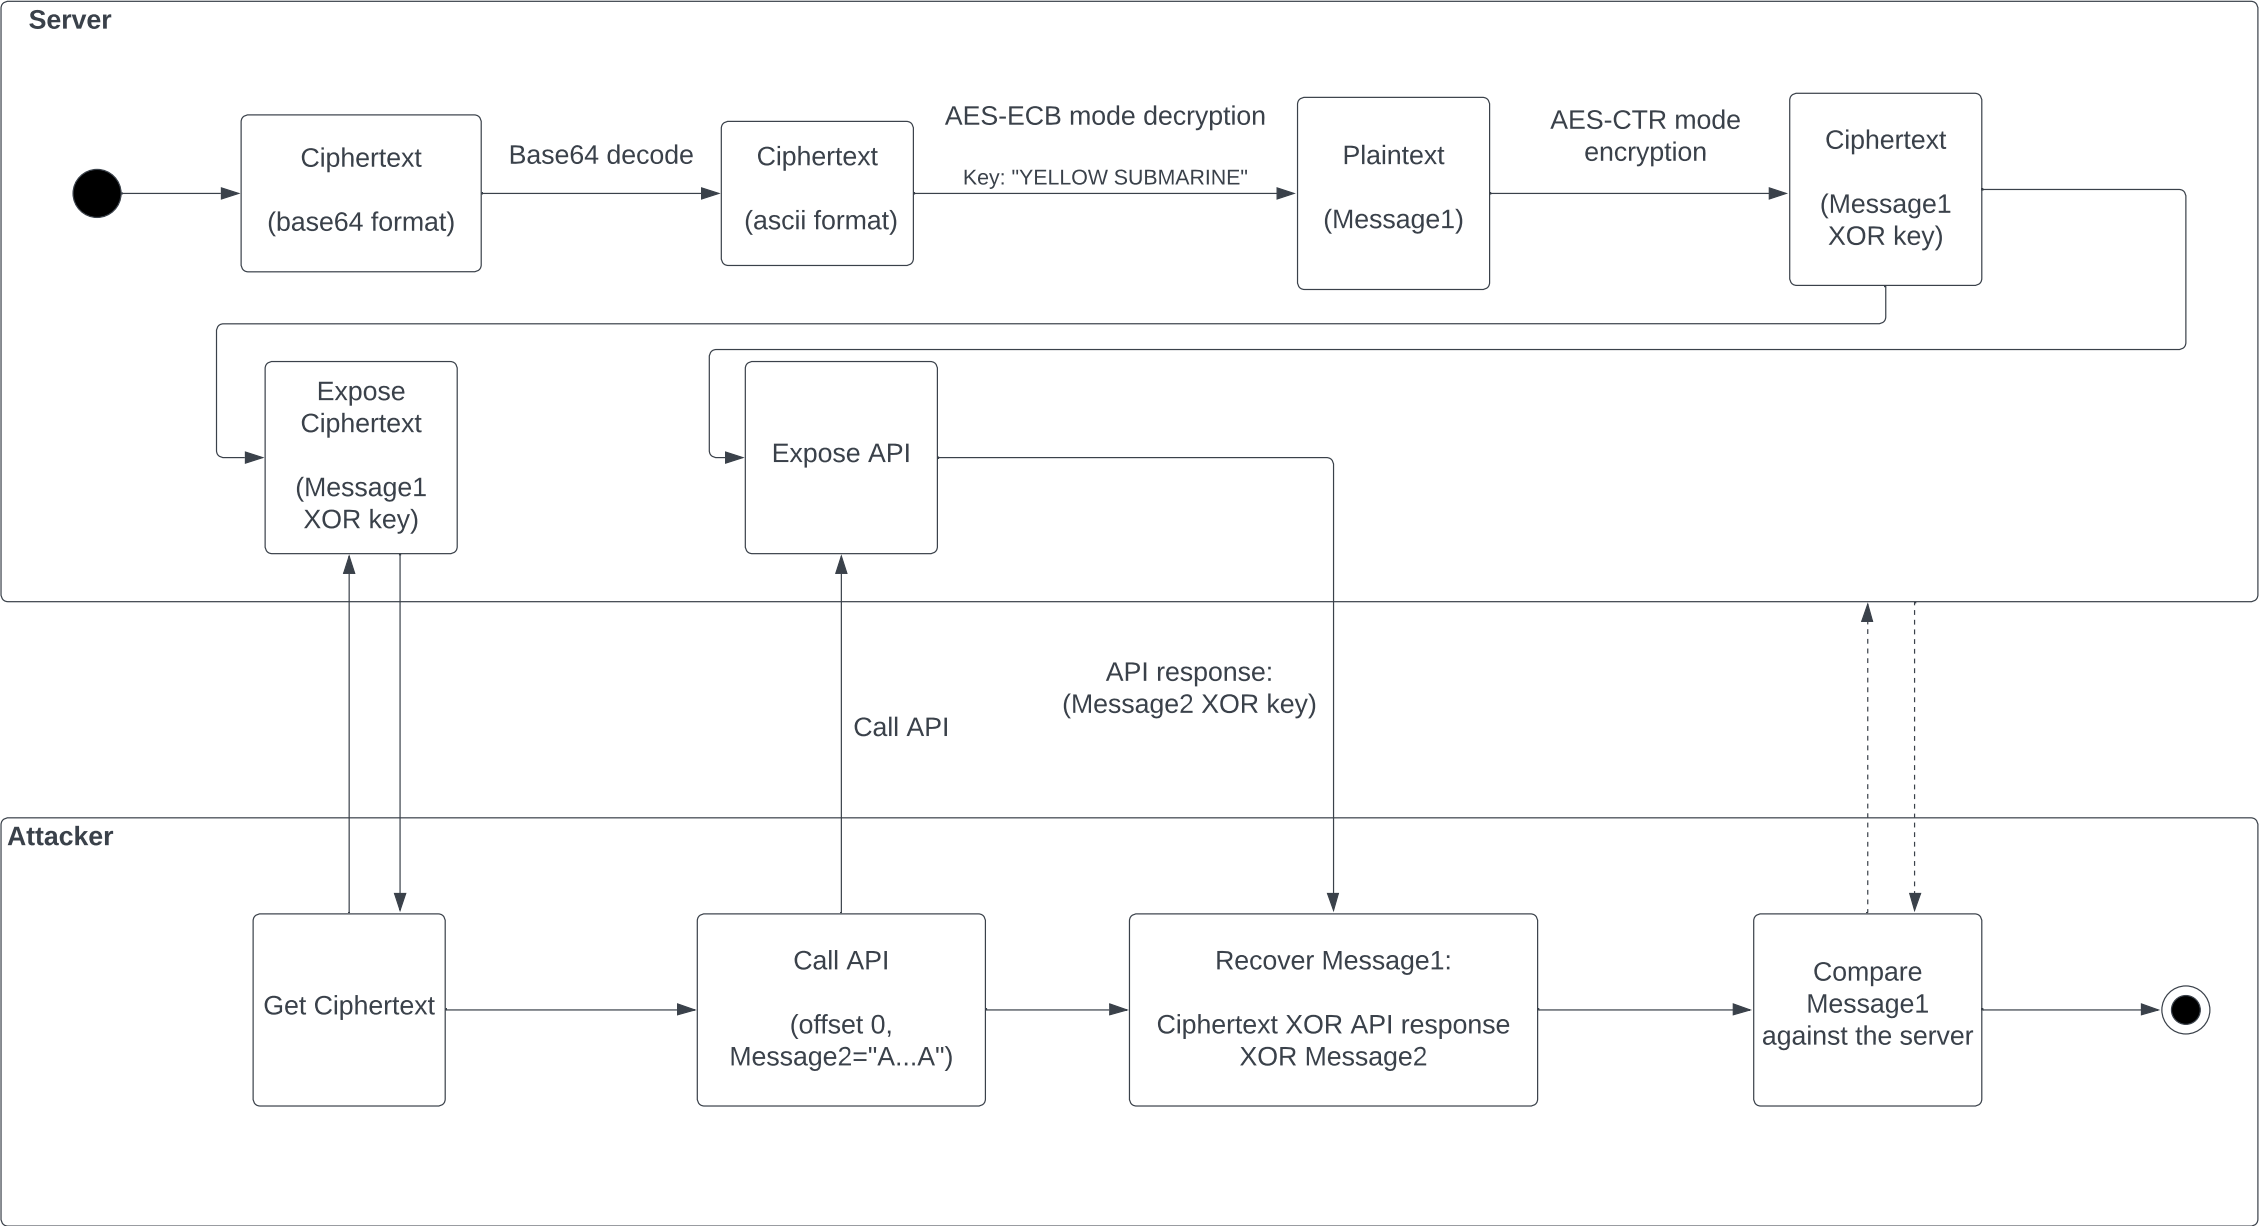 Server
Ciphertext
(base64 format)
Base64 decode
Ciphertext
(ascii format)
AES-ECB mode decryption
Key: "YELLOW SUBMARINE"
Plaintext
(Message1)
AES-CTR mode
encryption
Ciphertext
(Message1
XOR key)
Expose
Ciphertext
(Message1
XOR key)
Expose API
Call API
API response:
(Message2 XOR key)
Attacker
Get Ciphertext
Call API
(offset 0,
Message2="A...A")
Recover Message1:
Ciphertext XOR API response
XOR Message2
Compare
Message1
against the server